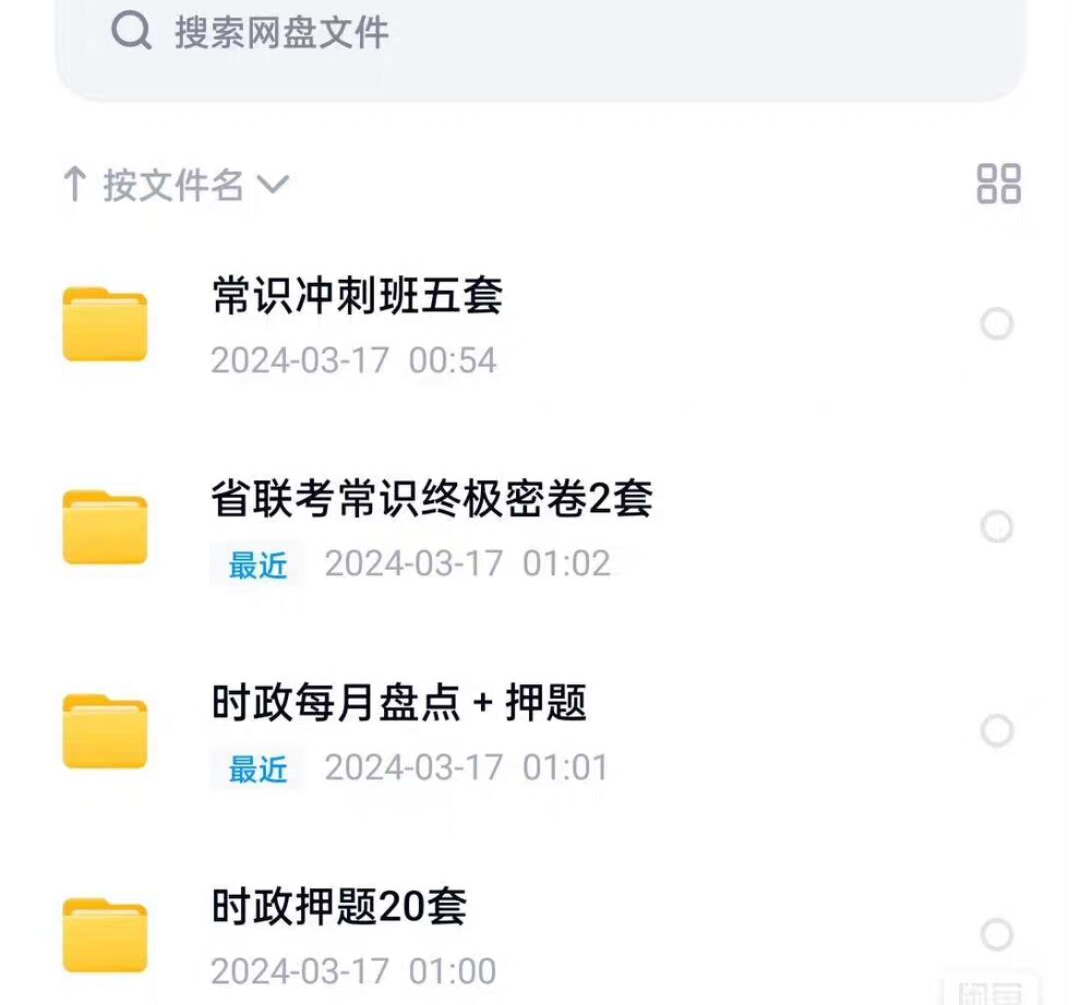 搜索网盘文件
按文件名
常识冲刺班五套
2024-03-17 00:54
省联考常识终极密卷2套
最近 2024-03-17 01:02
时政每月盘点 + 押题
最近 2024-03-17 01:01
时政押题20套
2024-03-17 01:00